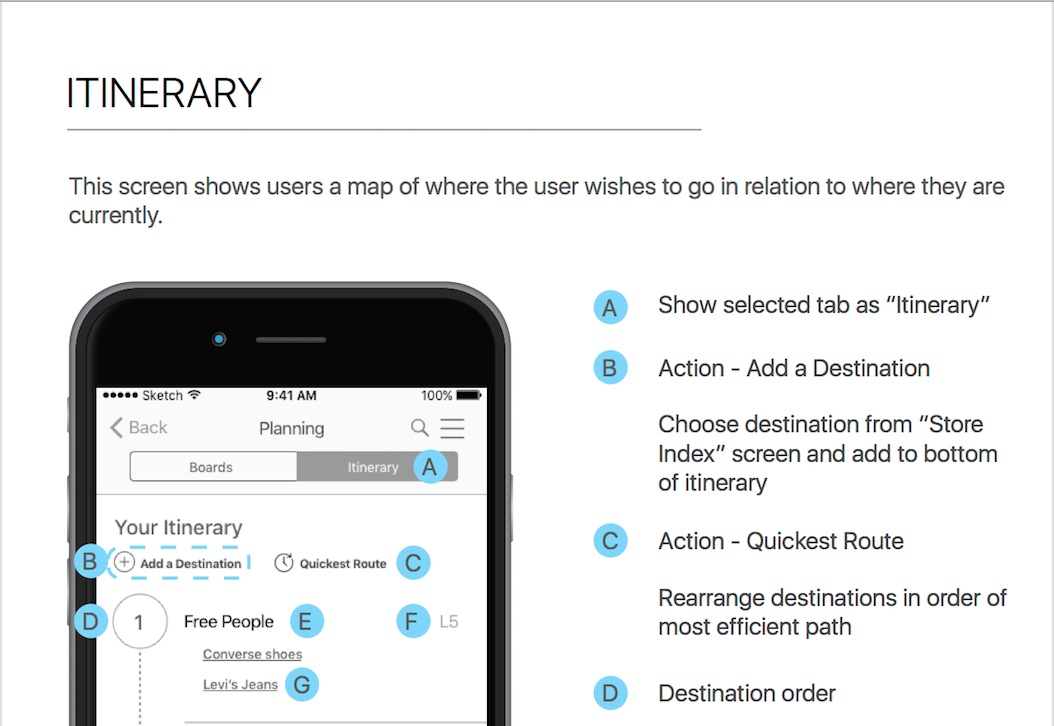 ITINERARY
This screen shows users a map of where the user wishes to go in relation to where they are
currently.
Sketch 9:41 AM 100%
Back Planning
Boards Itinerary A
Your Itinerary
B Add a Destination Quickest Route C
D 1 Free People E F L5
Converse shoes
Levi's Jeans G
A Show selected tab as “Itinerary”
B Action - Add a Destination
Choose destination from “Store
Index” screen and add to bottom
of itinerary
C Action - Quickest Route
Rearrange destinations in order of
most efficient path
D Destination order